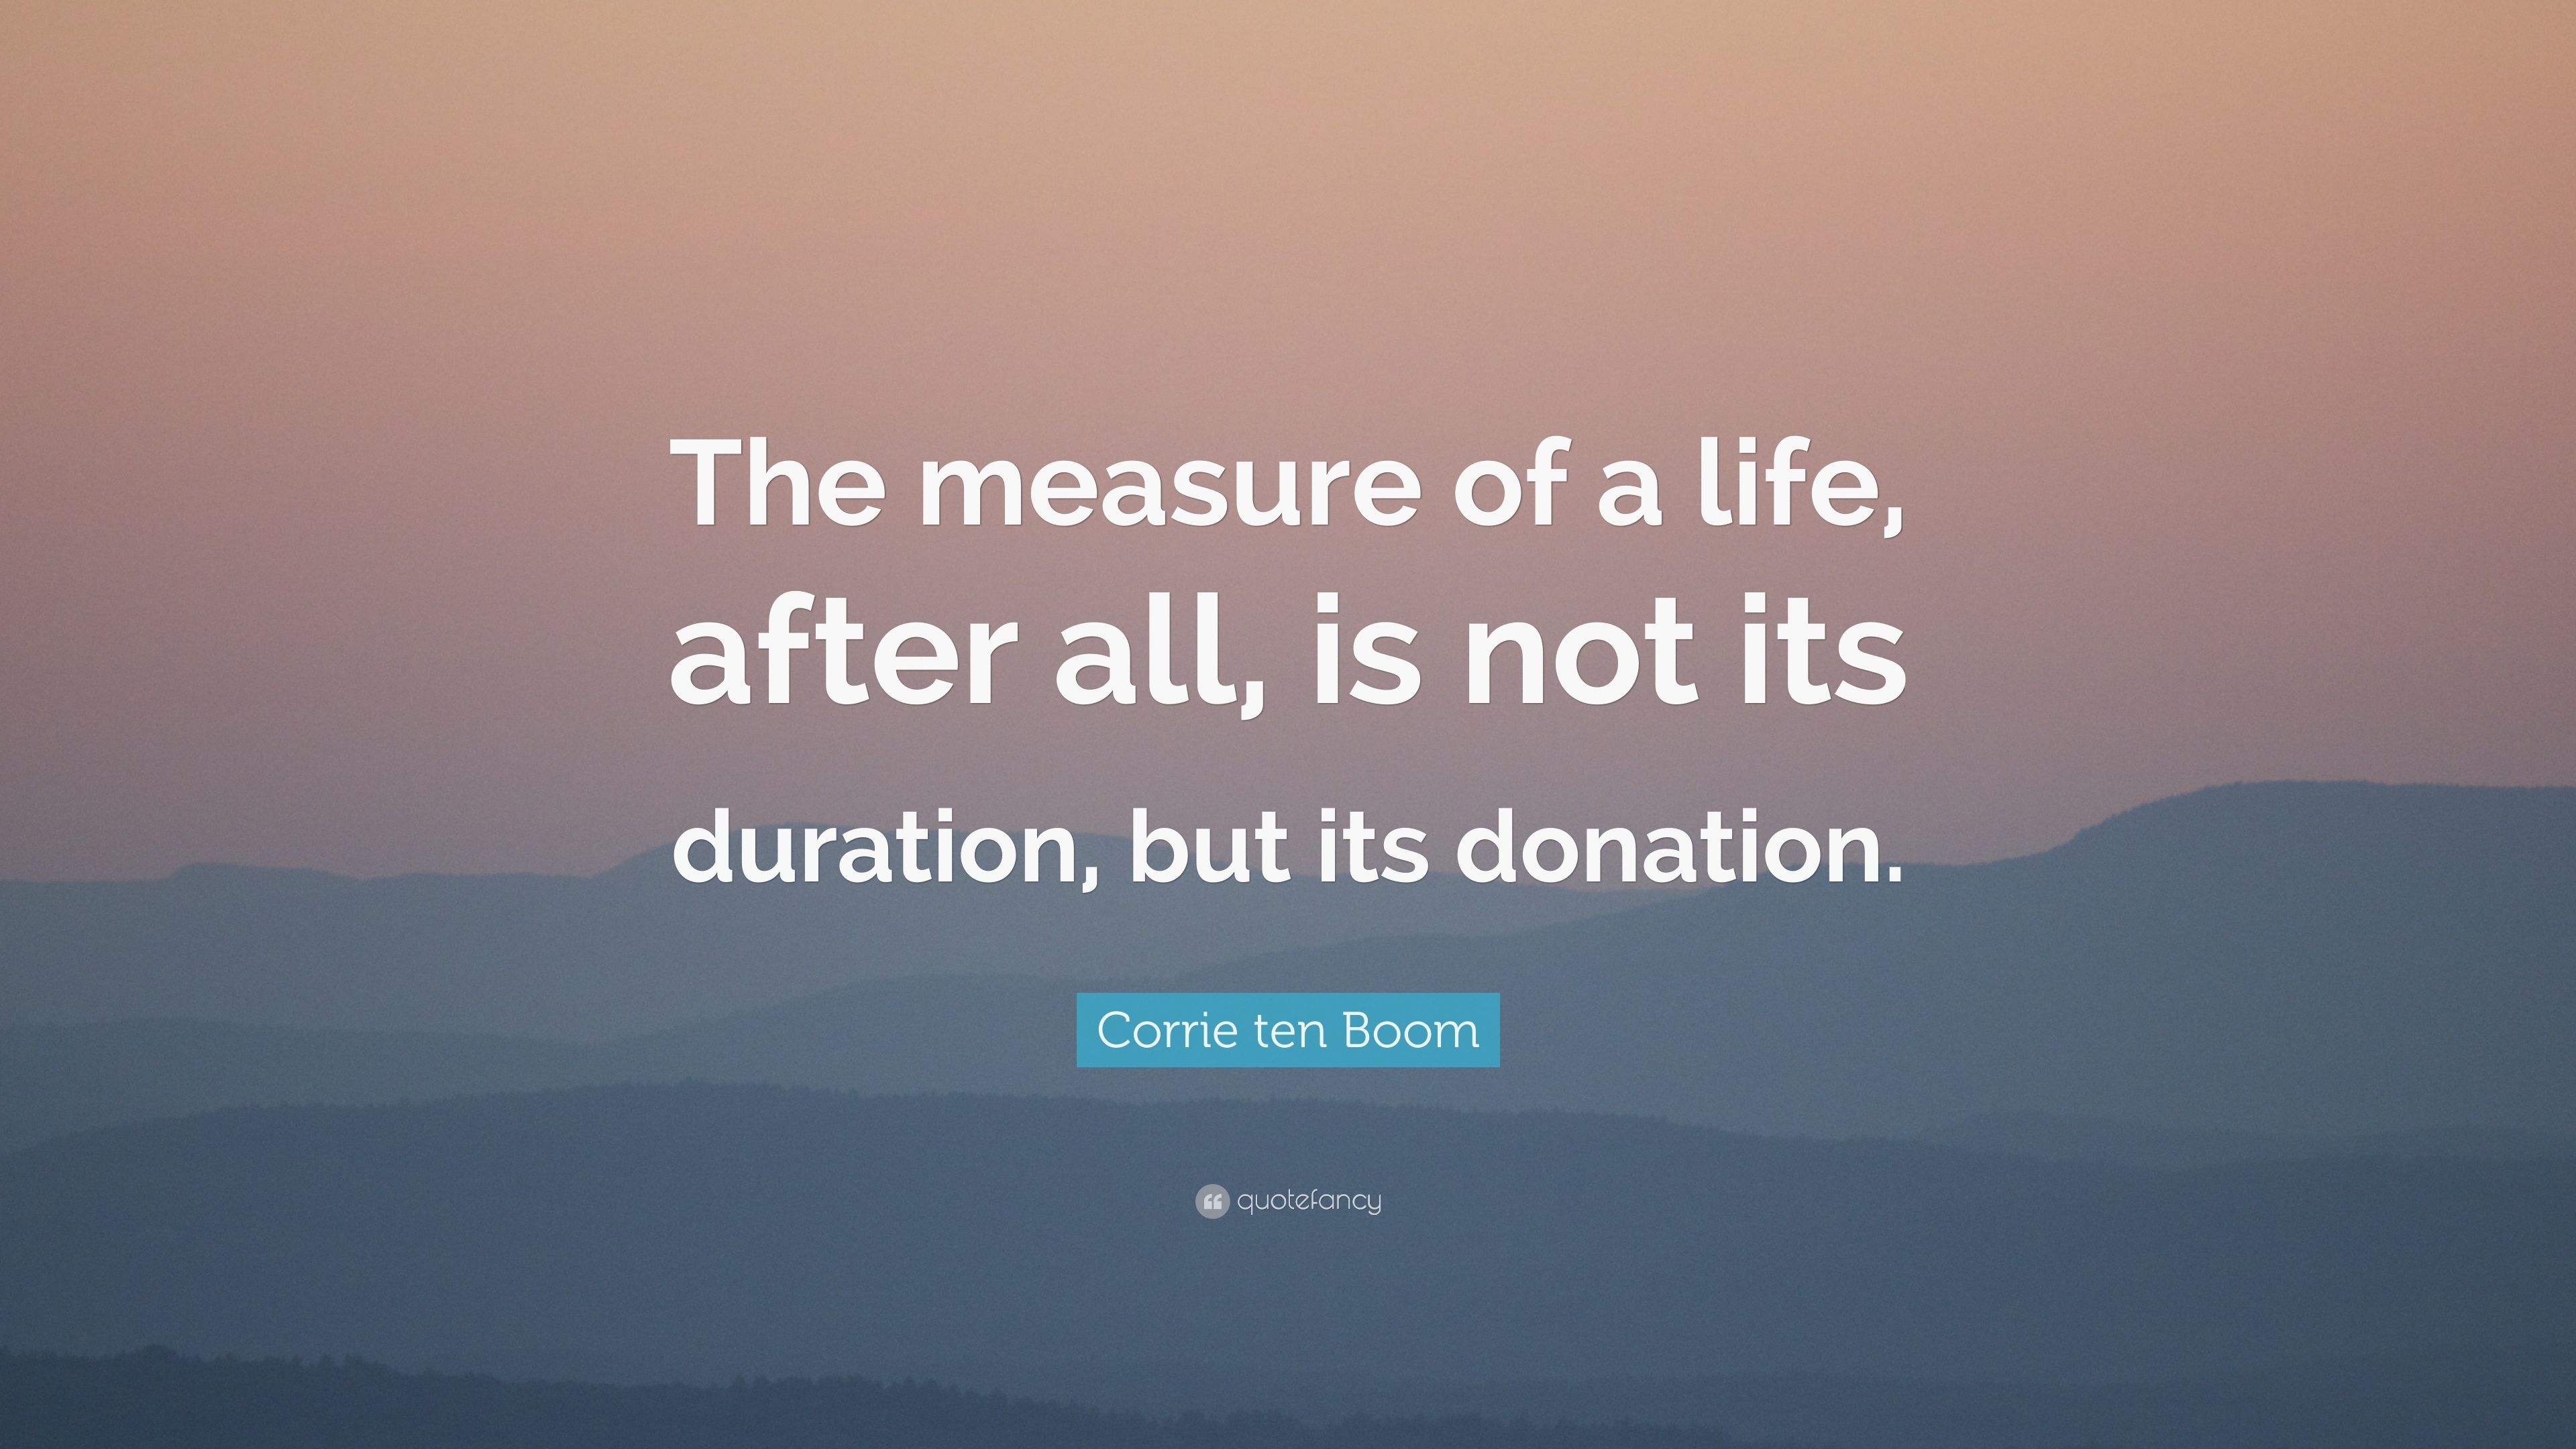 The measure of a life,
after all, is not its
duration, but its donation.
Corrie ten Boom
quotefancy